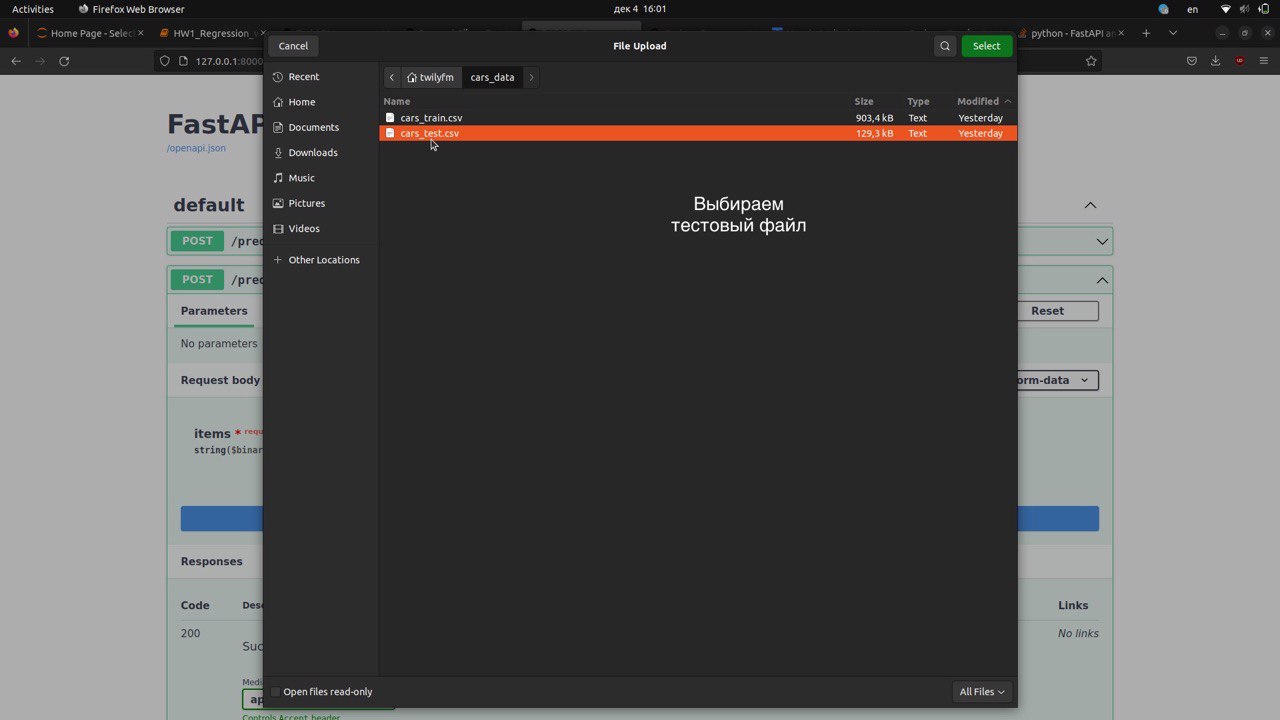 Activities
Firefox Web Browser
дек 4 16:01
en
Home Page - Selec
HW1_Regression_w
python - FastAPI an
127.0.0.1:8000
Cancel
File Upload
Select
Recent
Home
Documents
Downloads
Music
Pictures
Videos
Other Locations
twilyfm
cars_data
Name
Size
Type
Modified
cars_train.csv
903,4 kB
Text
Yesterday
cars_test.csv
129,3 kB
Text
Yesterday
Выбираем
тестовый файл
Open files read-only
All Files
FastAP
/openapi.json
default
POST /pred
POST /pred
Parameters
Reset
No parameters
Request body
orm-data
items * requ
string($binar
Responses
Code
Desc
Links
200
Suc
No links
Medi
ap
Controls Accept header